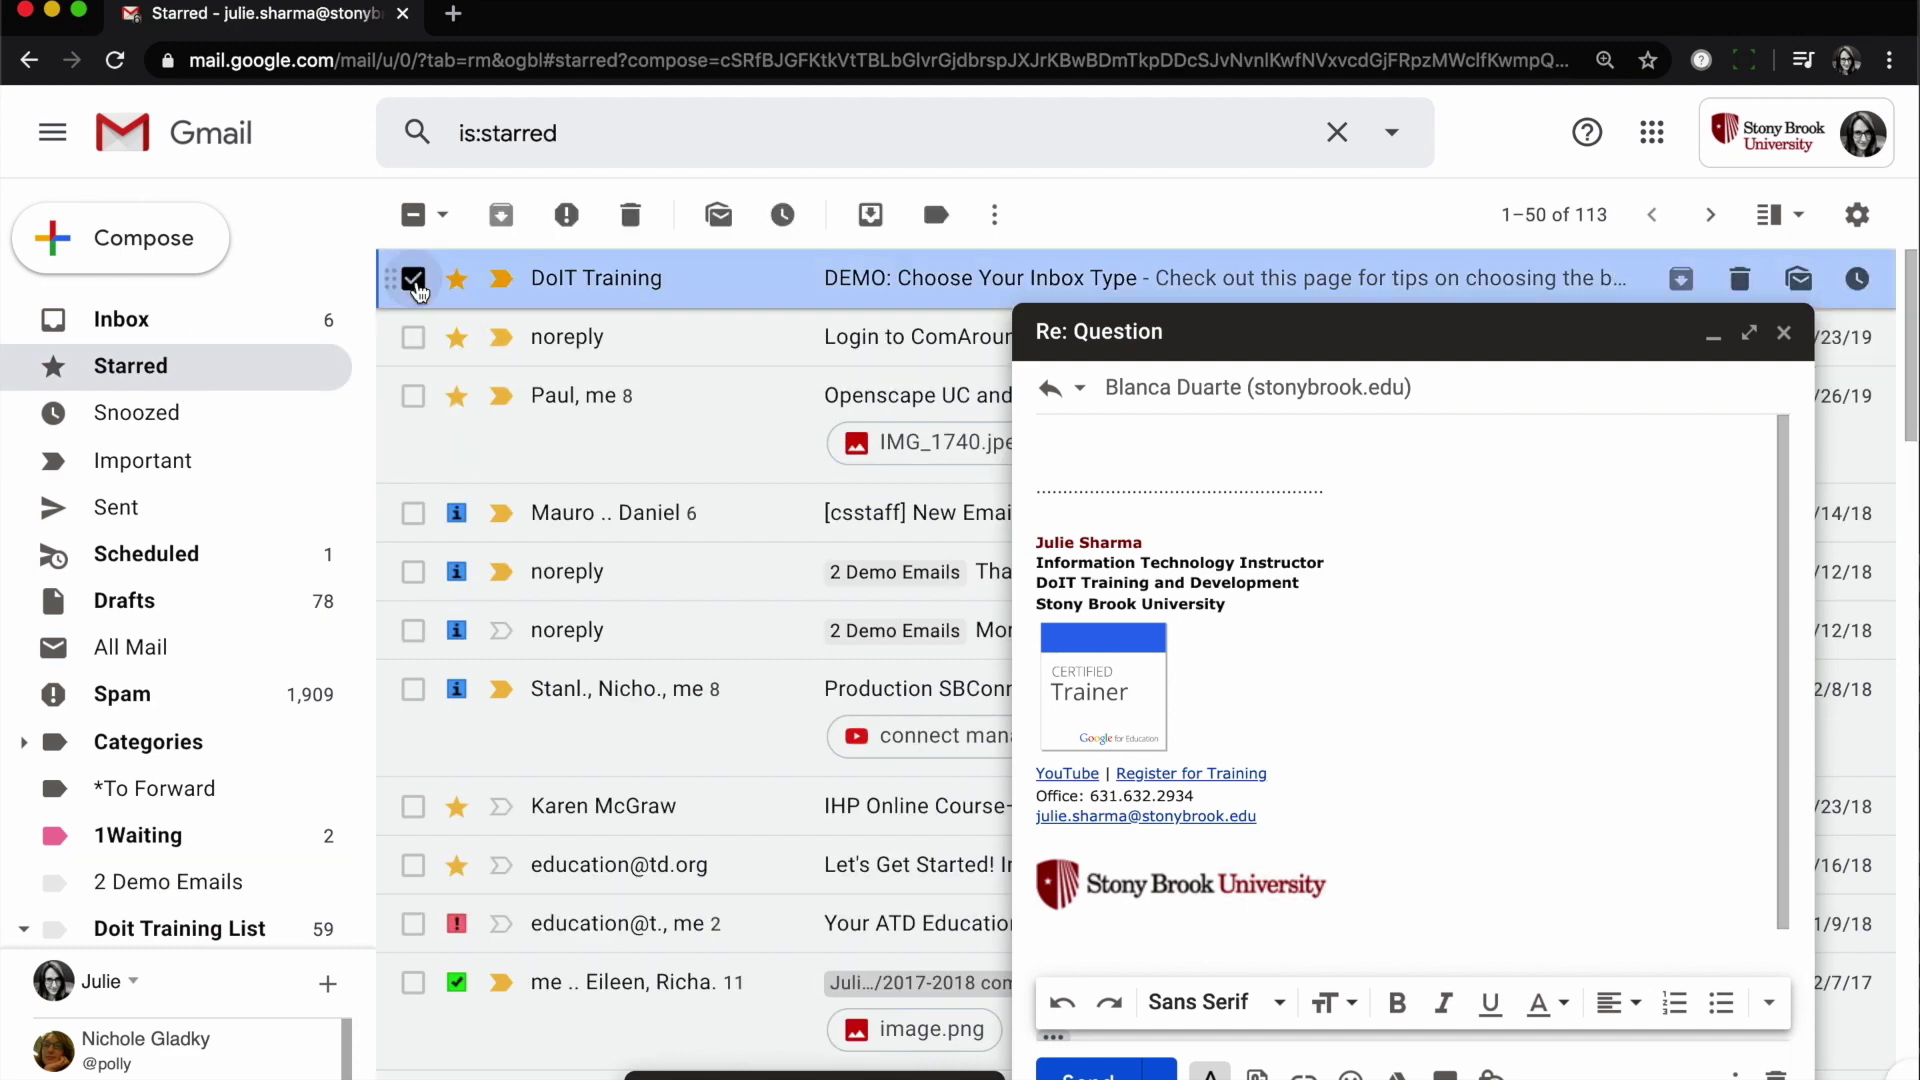 Starred - julie.sharma@stonyb
mail.google.com/mail/u/0/?tab=rm&ogbl#starred?compose=cSRfBJGFKtkVtTBLbGlvrGjdbrspJXJrKBwBDmTkpDDcSJvNvnlKwfNVxvcdGjFRpzMWclfKwmpQ...
Gmail
is:starred
Stony Brook
University
Compose
1–50 of 113
DoIT Training DEMO: Choose Your Inbox Type - Check out this page for tips on choosing the b...
Inbox 6
noreply Login to ComAroun
Re: Question
/23/19
Starred
Paul, me 8 Openscape UC and
Blanca Duarte (stonybrook.edu)
/26/19
Snoozed
IMG_1740.jpe
Important
Sent
Mauro .. Daniel 6 [csstaff] New Emai
/14/18
Scheduled 1
Julie Sharma
Information Technology Instructor
DoIT Training and Development
Stony Brook University
noreply 2 Demo Emails Tha
/12/18
Drafts 78
noreply 2 Demo Emails Mor
/12/18
All Mail
CERTIFIED
Trainer
Google for Education
Spam 1,909
Stanl., Nicho., me 8 Production SBConn
2/8/18
connect mana
Categories
YouTube | Register for Training
Office: 631.632.2934
julie.sharma@stonybrook.edu
*To Forward
Karen McGraw IHP Online Course-
/23/18
1Waiting 2
education@td.org Let's Get Started! In
/16/18
2 Demo Emails
Stony Brook University
Doit Training List 59
education@t., me 2 Your ATD Education
1/9/18
Julie
me .. Eileen, Richa. 11 Juli.../2017-2018 com
2/7/17
Sans Serif
image.png
Nichole Gladky
@polly
Send